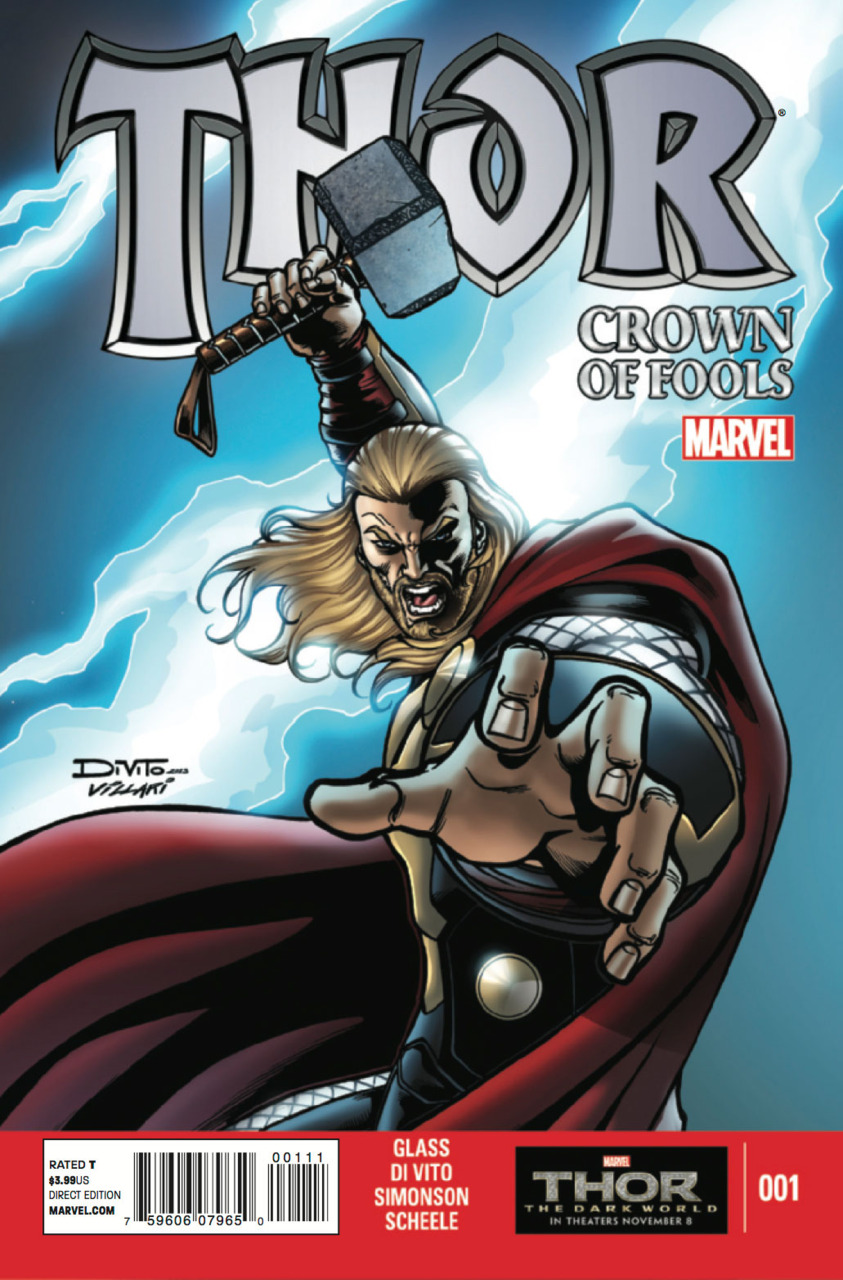 THOR®
CROWN
OF FOOLS
MARVEL
DiViTo 2013
ViLLARi
RATED T
$3.99US
DIRECT EDITION
MARVEL.COM
00111
7 59606 07965 0
GLASS
DI VITO
SIMONSON
SCHEELE
MARVEL
THOR
THE DARK WORLD
IN THEATERS NOVEMBER 8
001